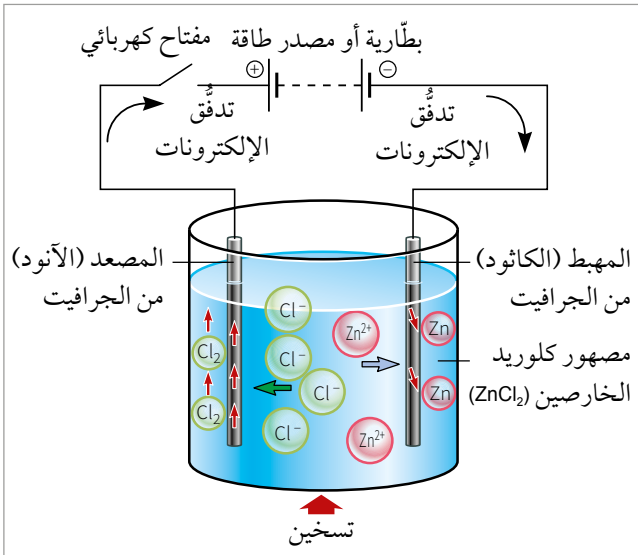 بطّارية أو مصدر طاقة
مفتاح كهربائي
⊕
⊖
تدفُّق
الإلكترونات
تدفُّق
الإلكترونات
المهبط (الكاثود)
من الجرافيت
المصعد (الآنود)
من الجرافيت
مصهور كلوريد
الخارصين (ZnCl₂)
Cl⁻
Cl⁻
Cl⁻
Cl⁻
Cl₂
Cl₂
Zn²⁺
Zn²⁺
Zn
Zn
تسخين